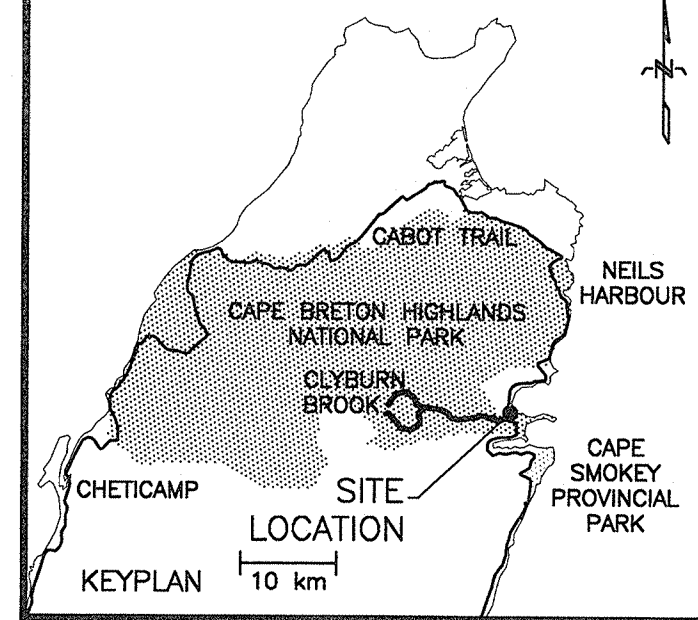 N
CABOT TRAIL
NEILS
HARBOUR
CAPE BRETON HIGHLANDS
NATIONAL PARK
CLYBURN
BROOK
CAPE
SMOKEY
PROVINCIAL
PARK
CHETICAMP
SITE
LOCATION
10 km
KEYPLAN